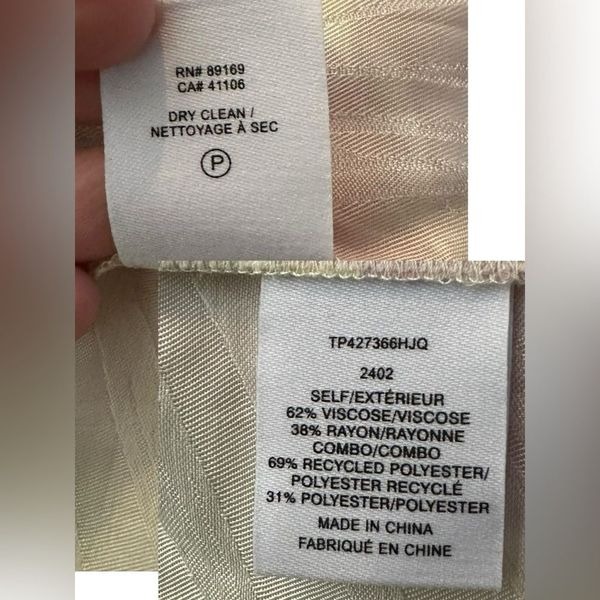 RN# 89169
CA# 41106
DRY CLEAN /
NETTOYAGE À SEC
P
TP427366HJQ
2402
SELF/EXTÉRIEUR
62% VISCOSE/VISCOSE
38% RAYON/RAYONNE
COMBO/COMBO
69% RECYCLED POLYESTER/
POLYESTER RECYCLÉ
31% POLYESTER/POLYESTER
MADE IN CHINA
FABRIQUÉ EN CHINE